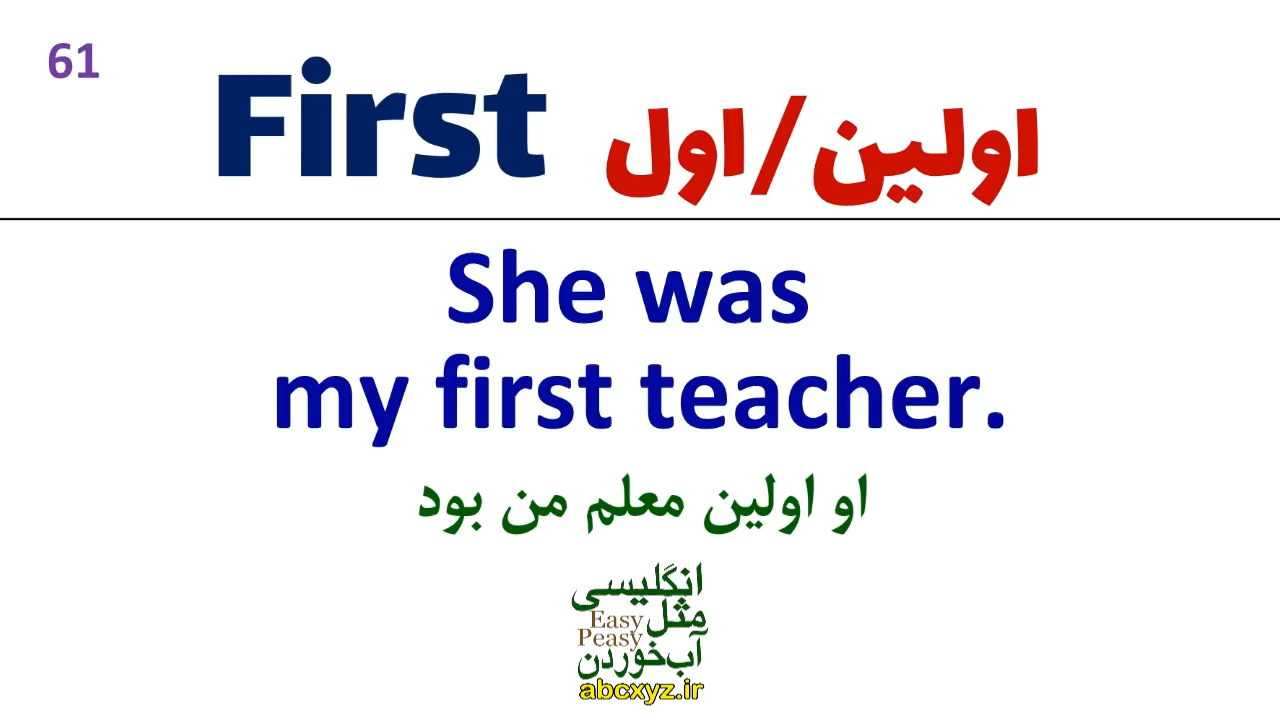 61
First اولین/اول
She was
my first teacher.
او اولین معلم من بود
انگلیسی
مثل
Easy
Peasy
آب‌خوردن
abcxyz.ir